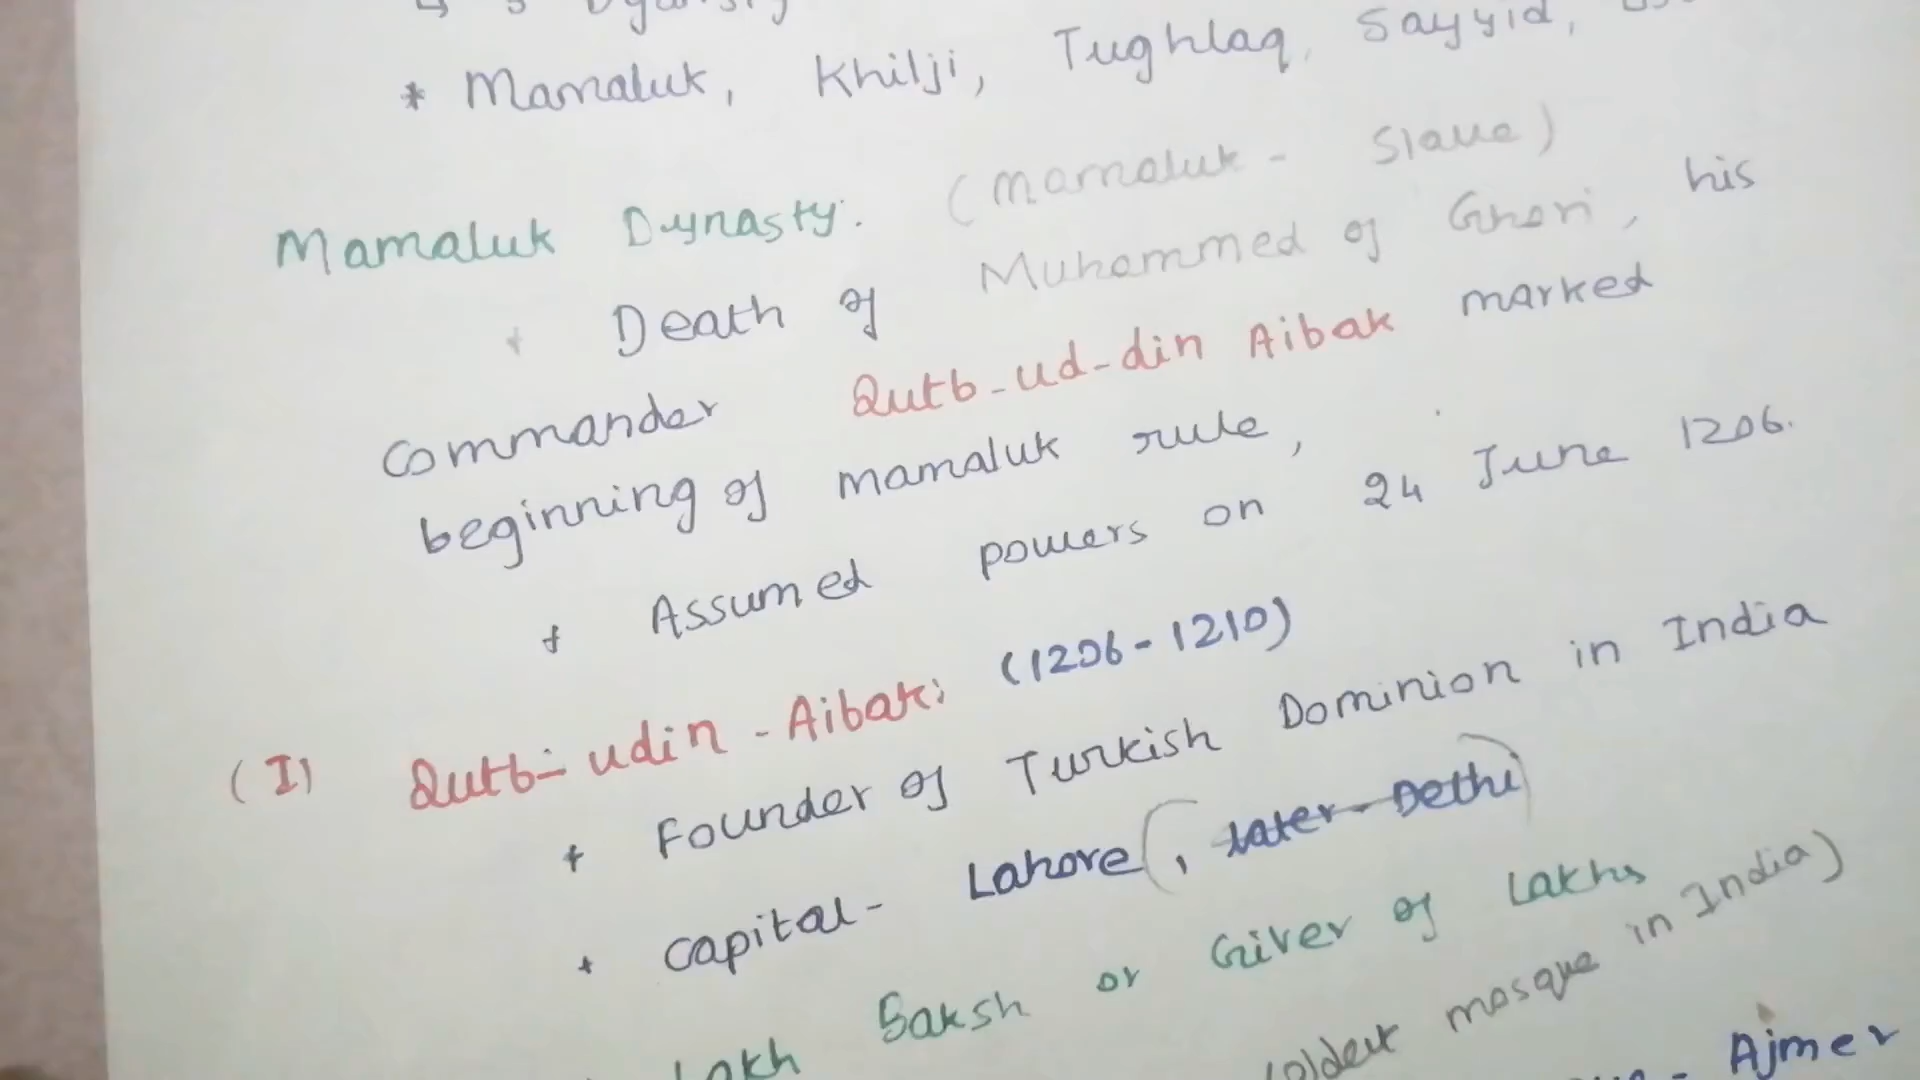 * Mamaluk, Khilji, Tughlaq, Sayyid,
Mamaluk Dynasty: (Mamaluk - Slave)
+ Death of Muhammed of Ghori, his
commander Qutb-ud-din Aibak marked
beginning of mamaluk rule,
+ Assumed powers on 24 June 1206.
(I) Qutb-udin-Aibak: (1206-1210)
+ Founder of Turkish Dominion in India
+ Capital- Lahore (, later-Delhi)
Lakh Baksh or Giver of Lakhs
(oldest mosque in India)
- Ajmer